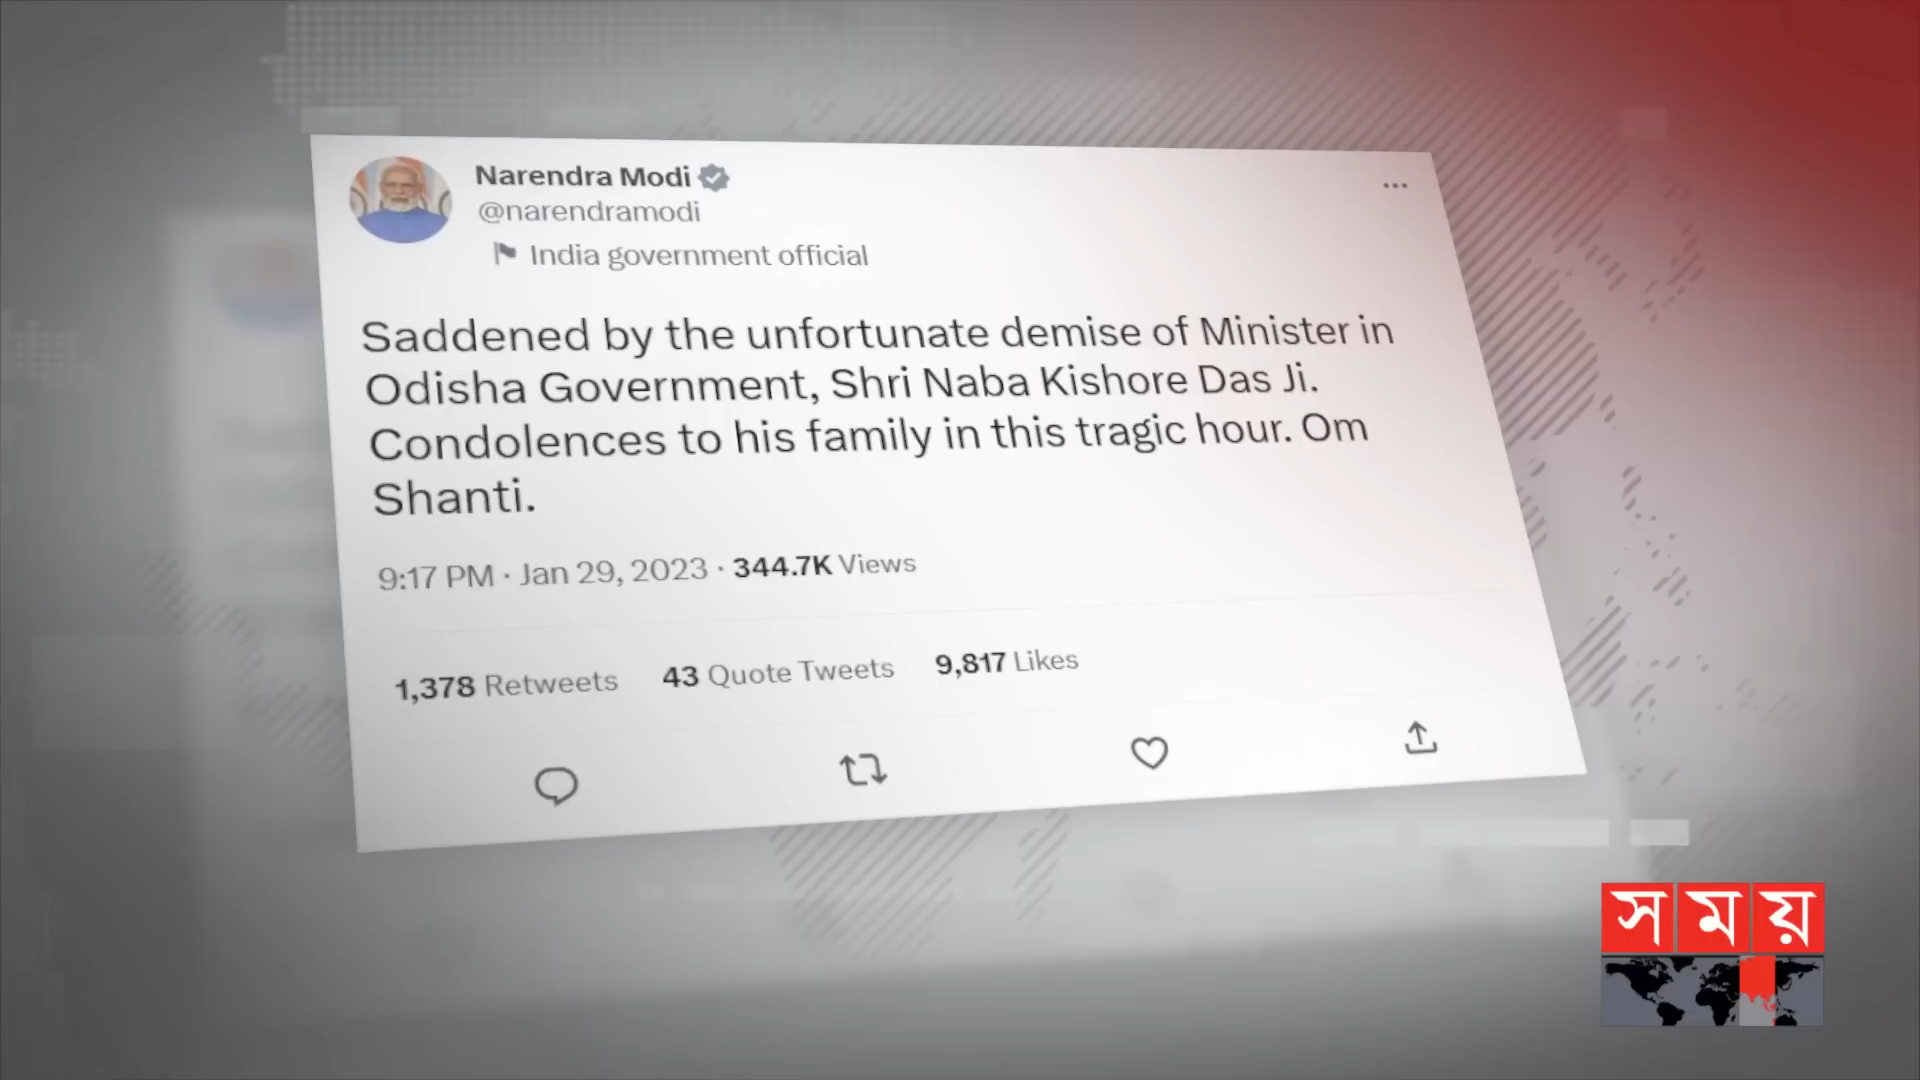 Narendra Modi
@narendramodi
India government official
Saddened by the unfortunate demise of Minister in
Odisha Government, Shri Naba Kishore Das Ji.
Condolences to his family in this tragic hour. Om
Shanti.
9:17 PM · Jan 29, 2023 · 344.7K Views
1,378 Retweets 43 Quote Tweets 9,817 Likes
সময়